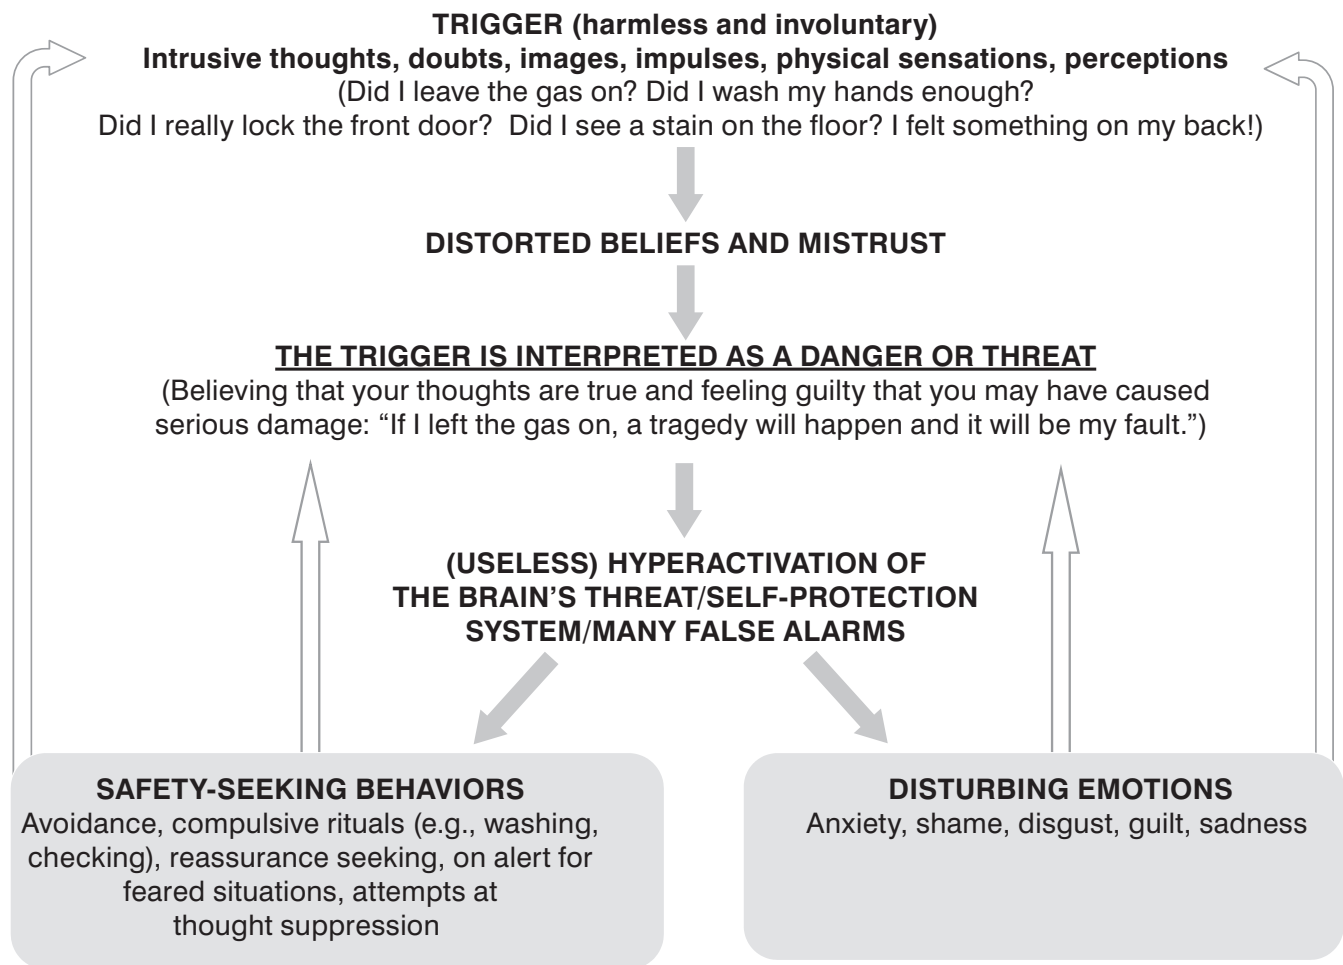 TRIGGER (harmless and involuntary)
Intrusive thoughts, doubts, images, impulses, physical sensations, perceptions
(Did I leave the gas on? Did I wash my hands enough?
Did I really lock the front door?  Did I see a stain on the floor? I felt something on my back!)
DISTORTED BELIEFS AND MISTRUST
THE TRIGGER IS INTERPRETED AS A DANGER OR THREAT
(Believing that your thoughts are true and feeling guilty that you may have caused
serious damage: “If I left the gas on, a tragedy will happen and it will be my fault.”)
(USELESS) HYPERACTIVATION OF
THE BRAIN’S THREAT/SELF-PROTECTION
SYSTEM/MANY FALSE ALARMS
SAFETY-SEEKING BEHAVIORS
Avoidance, compulsive rituals (e.g., washing,
checking), reassurance seeking, on alert for
feared situations, attempts at
thought suppression
DISTURBING EMOTIONS
Anxiety, shame, disgust, guilt, sadness